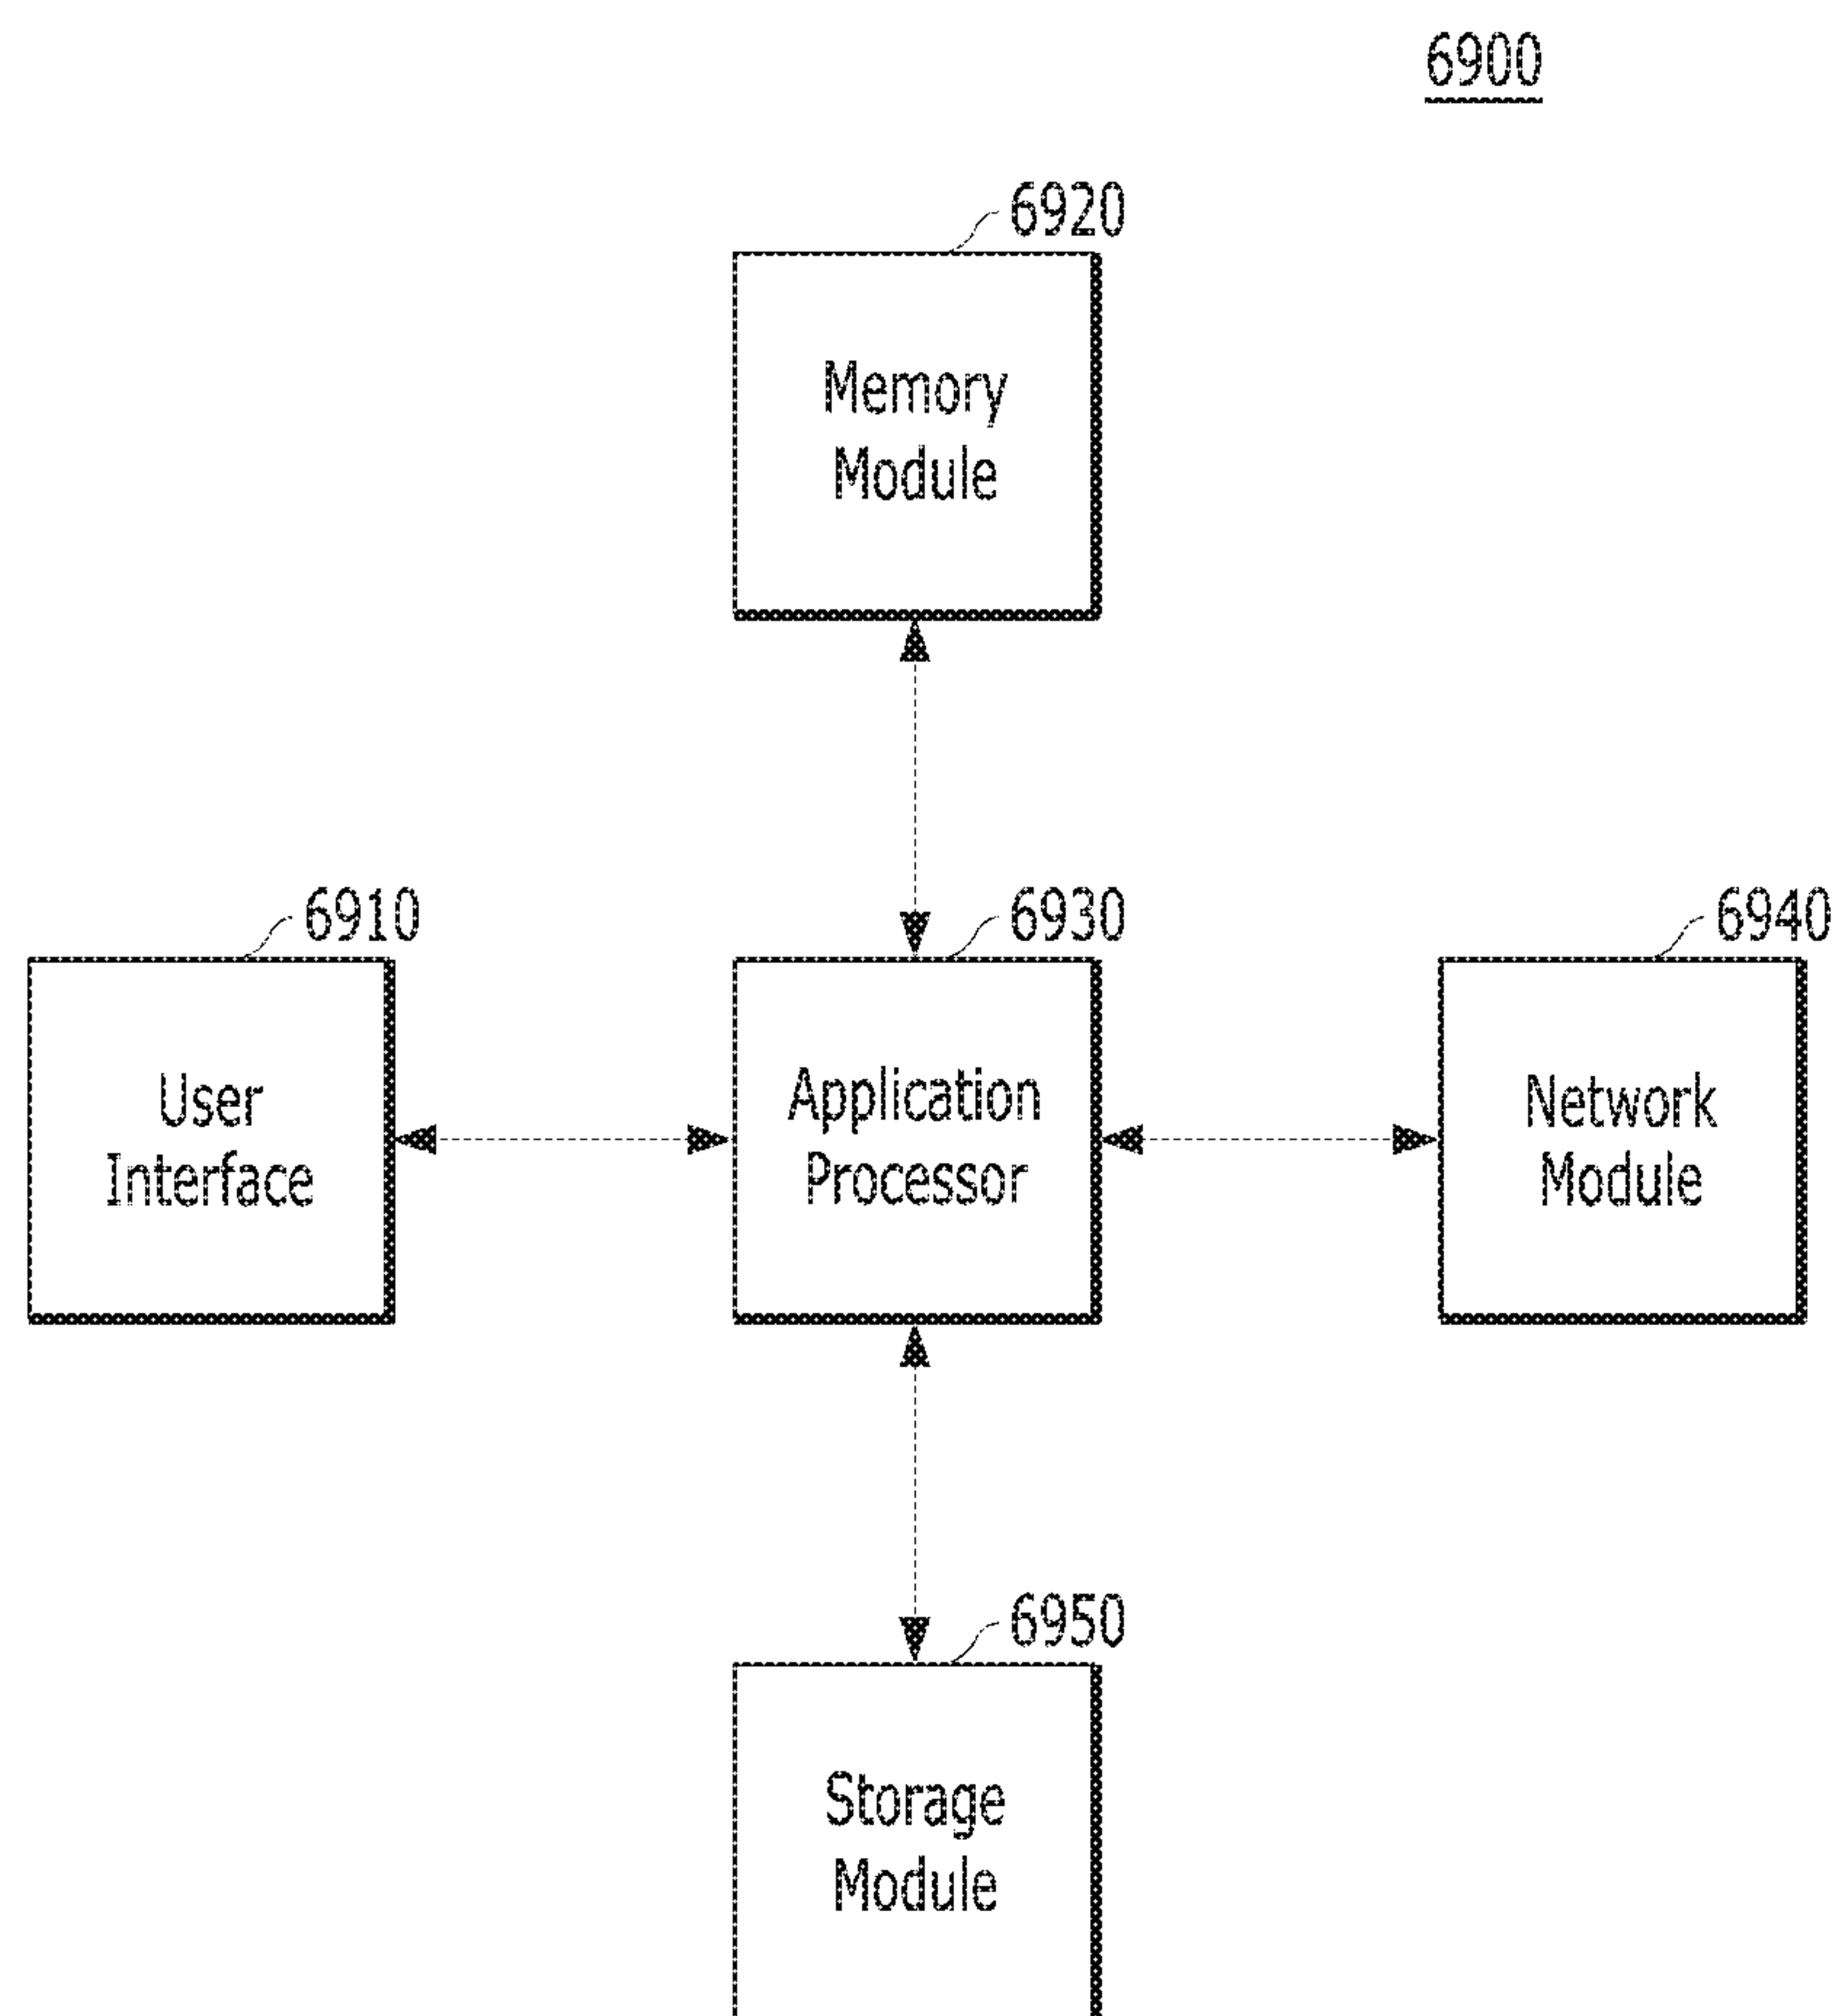 6900
6920
Memory
Module
6910
6930
6940
User
Interface
Application
Processor
Network
Module
6950
Storage
Module